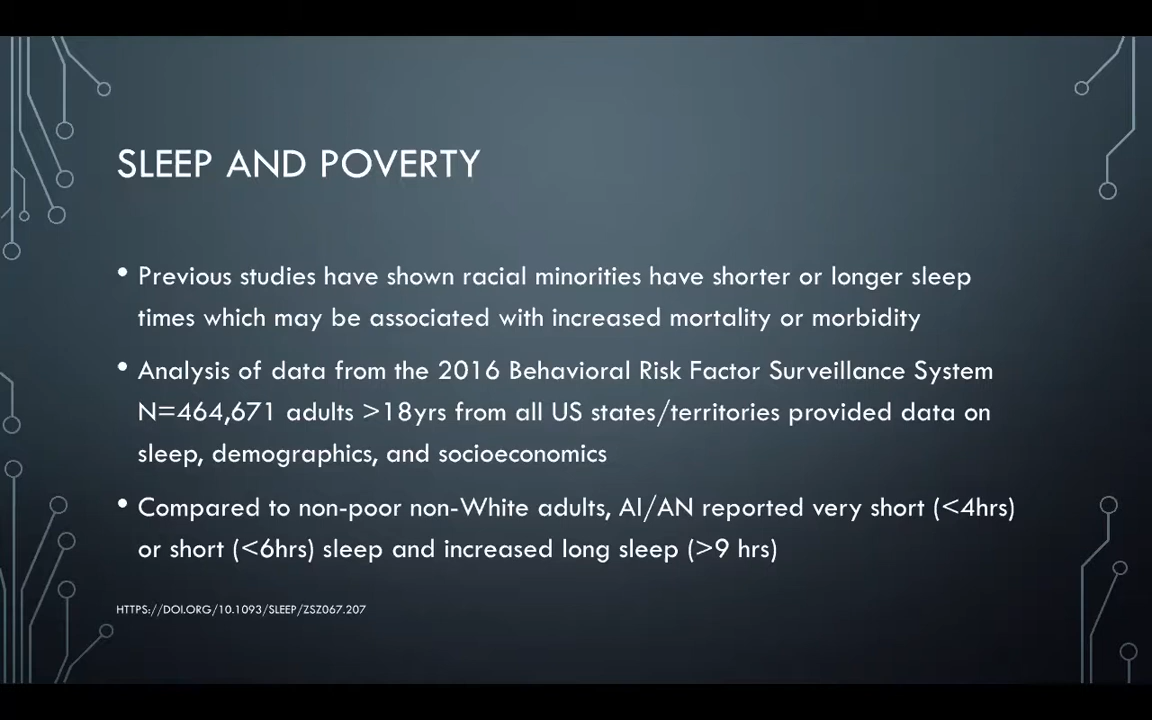 SLEEP AND POVERTY
• Previous studies have shown racial minorities have shorter or longer sleep
times which may be associated with increased mortality or morbidity
• Analysis of data from the 2016 Behavioral Risk Factor Surveillance System
N=464,671 adults >18yrs from all US states/territories provided data on
sleep, demographics, and socioeconomics
• Compared to non-poor non-White adults, AI/AN reported very short (<4hrs)
or short (<6hrs) sleep and increased long sleep (>9 hrs)
HTTPS://DOI.ORG/10.1093/SLEEP/ZSZ067.207